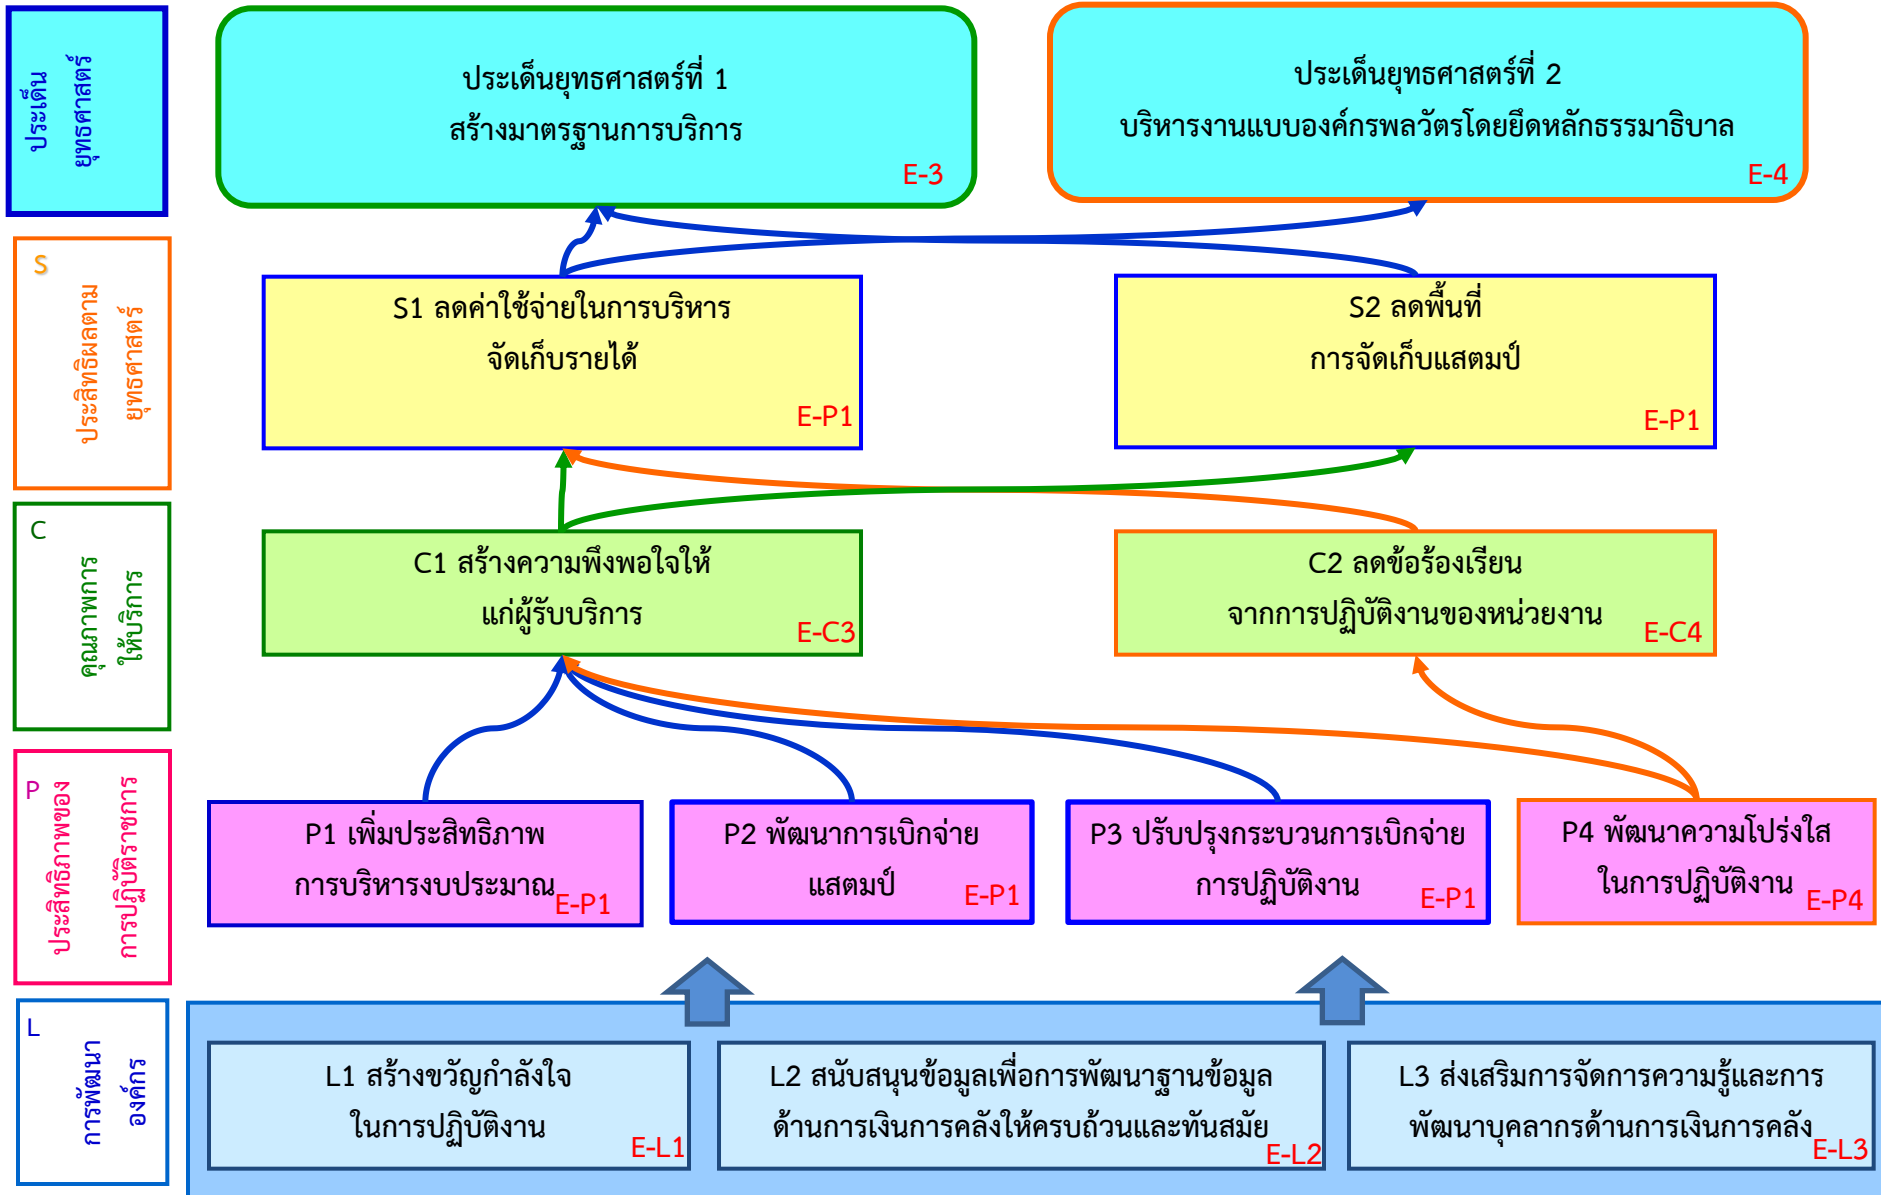 ประเด็น
ยุทธศาสตร์
ประเด็นยุทธศาสตร์ที่ 1
สร้างมาตรฐานการบริการ
E-3
ประเด็นยุทธศาสตร์ที่ 2
บริหารงานแบบองค์กรพลวัตรโดยยึดหลักธรรมาธิบาล
E-4
S
ประสิทธิผลตาม
ยุทธศาสตร์
S1 ลดค่าใช้จ่ายในการบริหาร
จัดเก็บรายได้
E-P1
S2 ลดพื้นที่
การจัดเก็บแสตมป์
E-P1
C
คุณภาพการ
ให้บริการ
C1 สร้างความพึงพอใจให้
แก่ผู้รับบริการ
E-C3
C2 ลดข้อร้องเรียน
จากการปฏิบัติงานของหน่วยงาน
E-C4
P
ประสิทธิภาพของ
การปฏิบัติราชการ
P1 เพิ่มประสิทธิภาพ
การบริหารงบประมาณ
E-P1
P2 พัฒนาการเบิกจ่าย
แสตมป์
E-P1
P3 ปรับปรุงกระบวนการเบิกจ่าย
การปฏิบัติงาน
E-P1
P4 พัฒนาความโปร่งใส
ในการปฏิบัติงาน
E-P4
L
การพัฒนา
องค์กร
L1 สร้างขวัญกำลังใจ
ในการปฏิบัติงาน
E-L1
L2 สนับสนุนข้อมูลเพื่อการพัฒนาฐานข้อมูล
ด้านการเงินการคลังให้ครบถ้วนและทันสมัย
E-L2
L3 ส่งเสริมการจัดการความรู้และการ
พัฒนาบุคลากรด้านการเงินการคลัง
E-L3